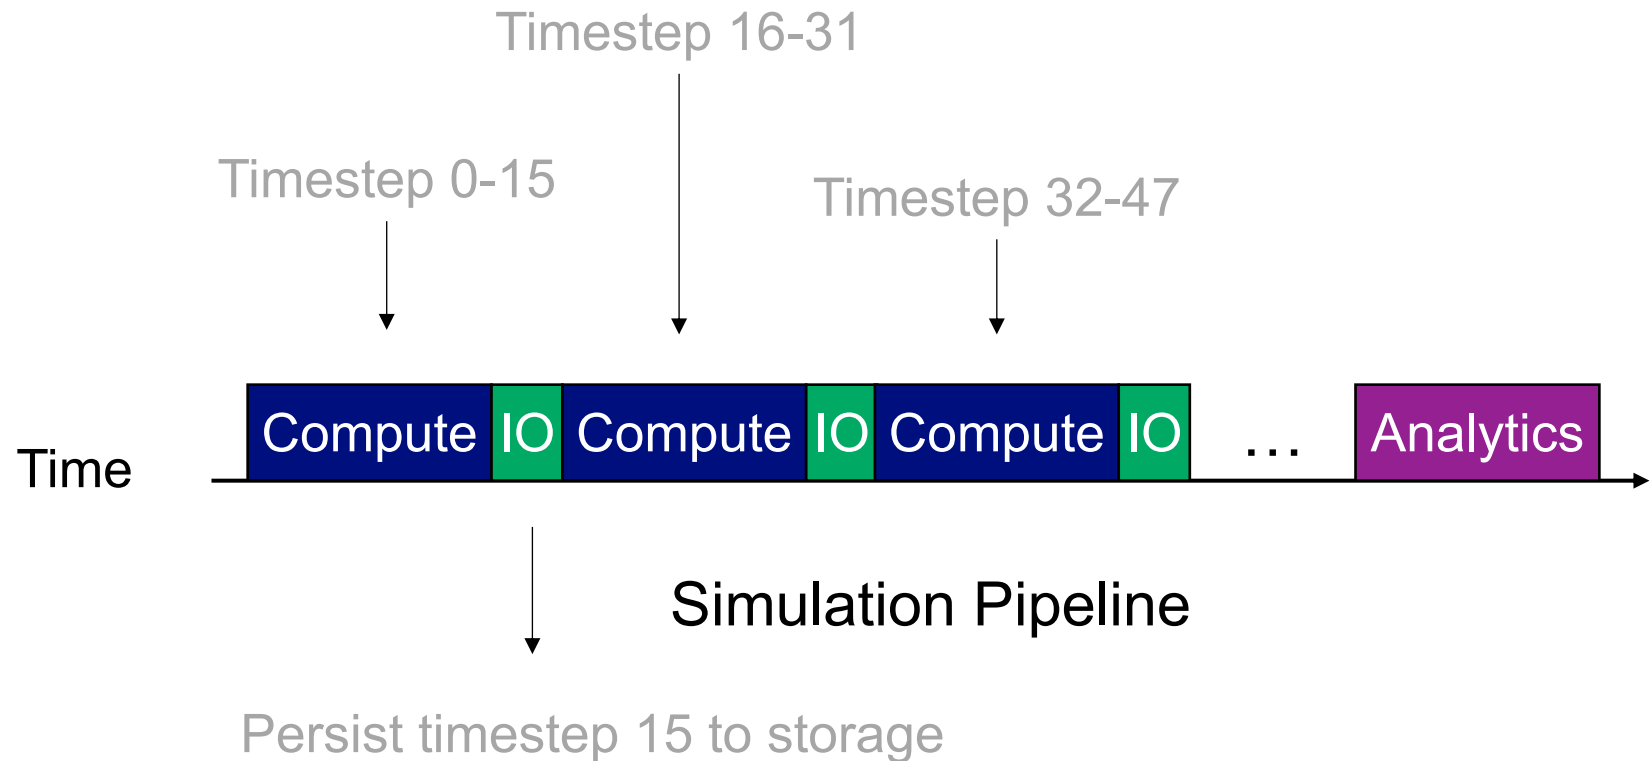 Timestep 16-31
Timestep 0-15
Timestep 32-47
Compute IO Compute IO Compute IO ... Analytics
Time
Simulation Pipeline
Persist timestep 15 to storage